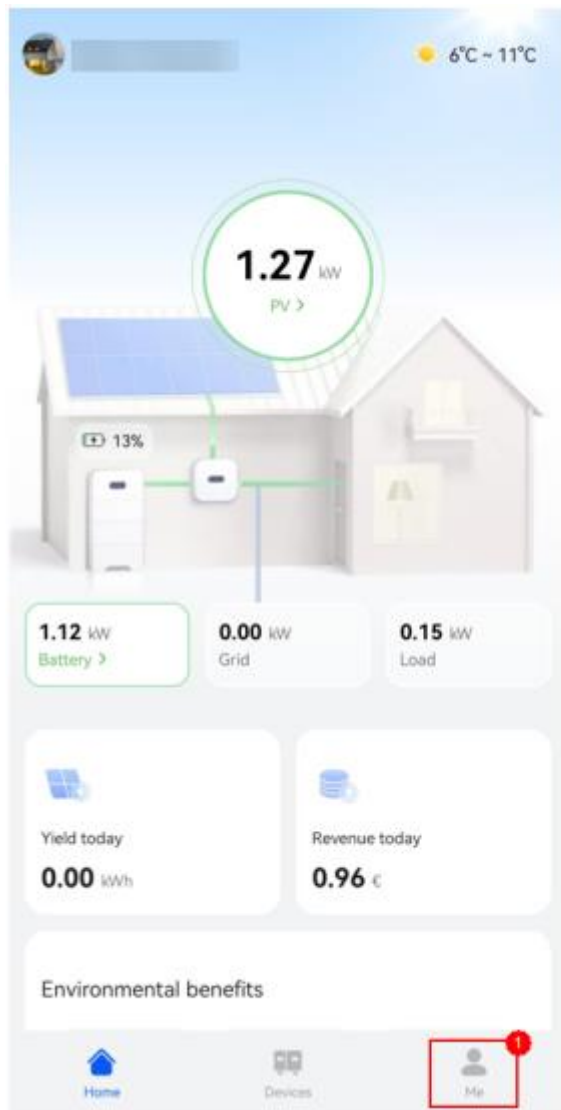 6°C ~ 11°C
1.27 kW
PV >
13%
1.12 kW
Battery >
0.00 kW
Grid
0.15 kW
Load
Yield today
0.00 kWh
Revenue today
0.96 €
Environmental benefits
1
Home
Devices
Me